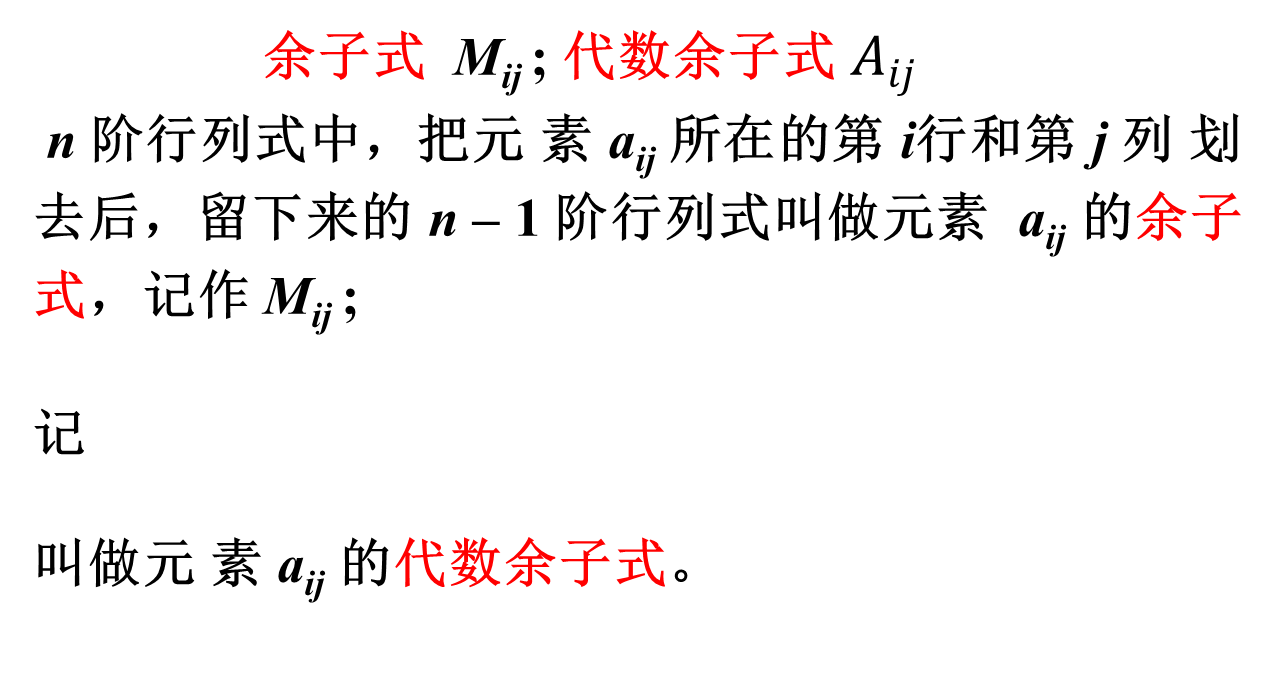 余子式 Mij ; 代数余子式 Aij
n 阶行列式中，把元 素 aij 所在的第 i行和第 j 列 划
去后，留下来的 n – 1 阶行列式叫做元素 aij 的余子
式，记作 Mij ;
记
叫做元 素 aij 的代数余子式。